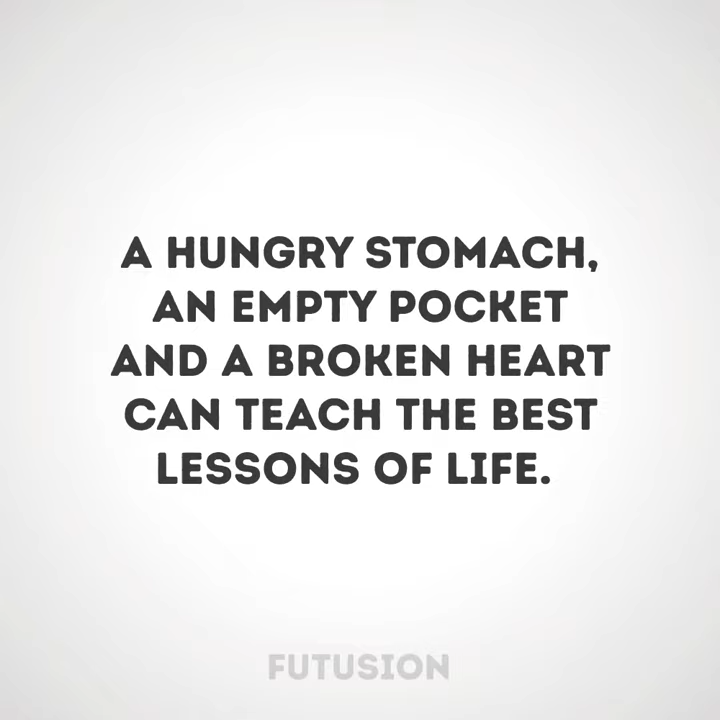 A HUNGRY STOMACH,
AN EMPTY POCKET
AND A BROKEN HEART
CAN TEACH THE BEST
LESSONS OF LIFE.
FUTUSION